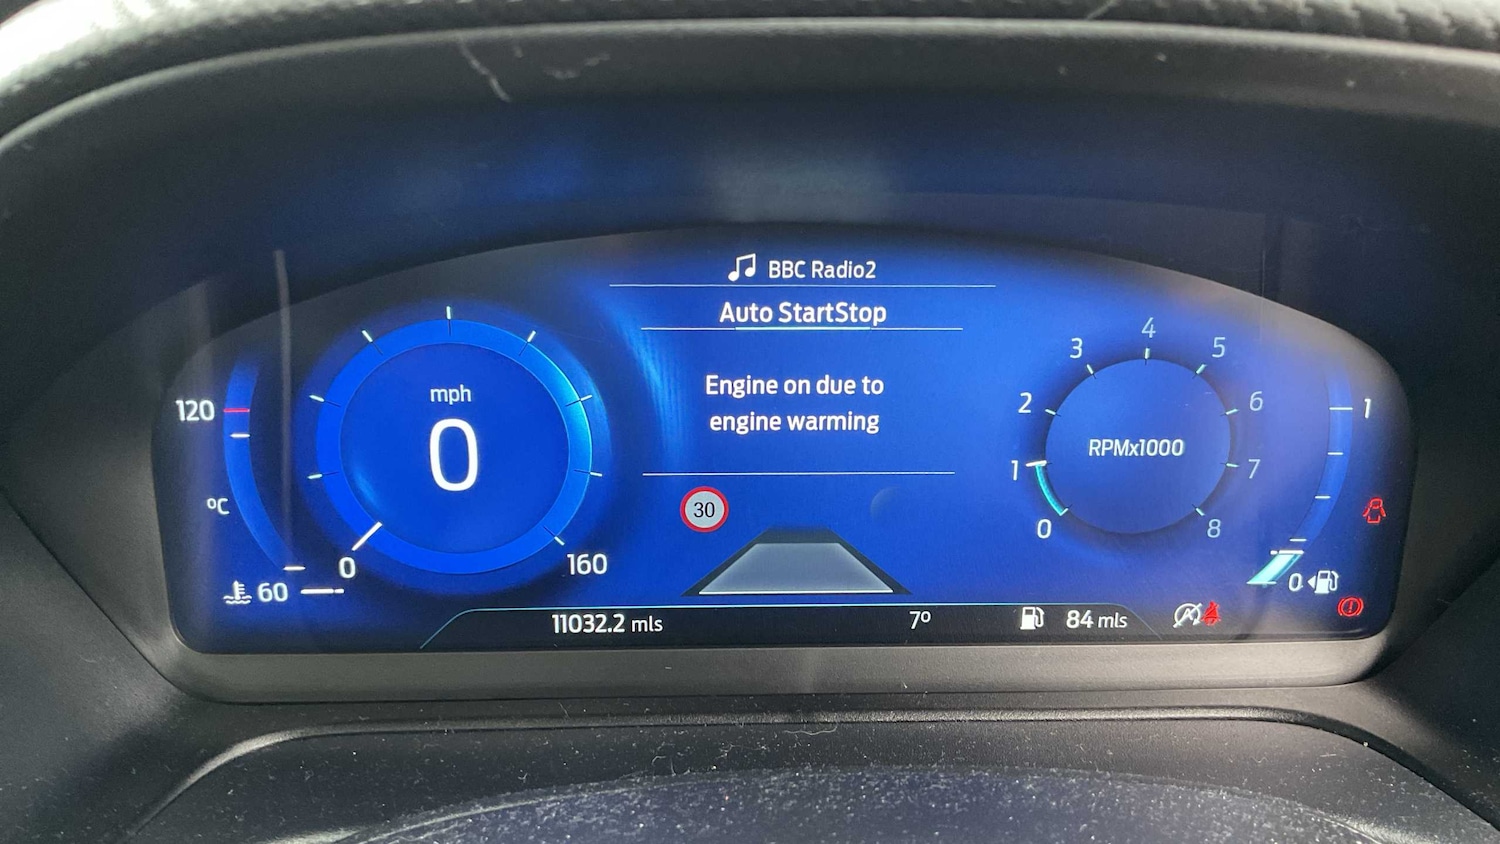 BBC Radio2
Auto StartStop
Engine on due to
engine warming
120
°C
60
mph
0
0
160
30
RPMx1000
0
1
2
3
4
5
6
7
8
1
0
11032.2 mls
7º
84 mls
A